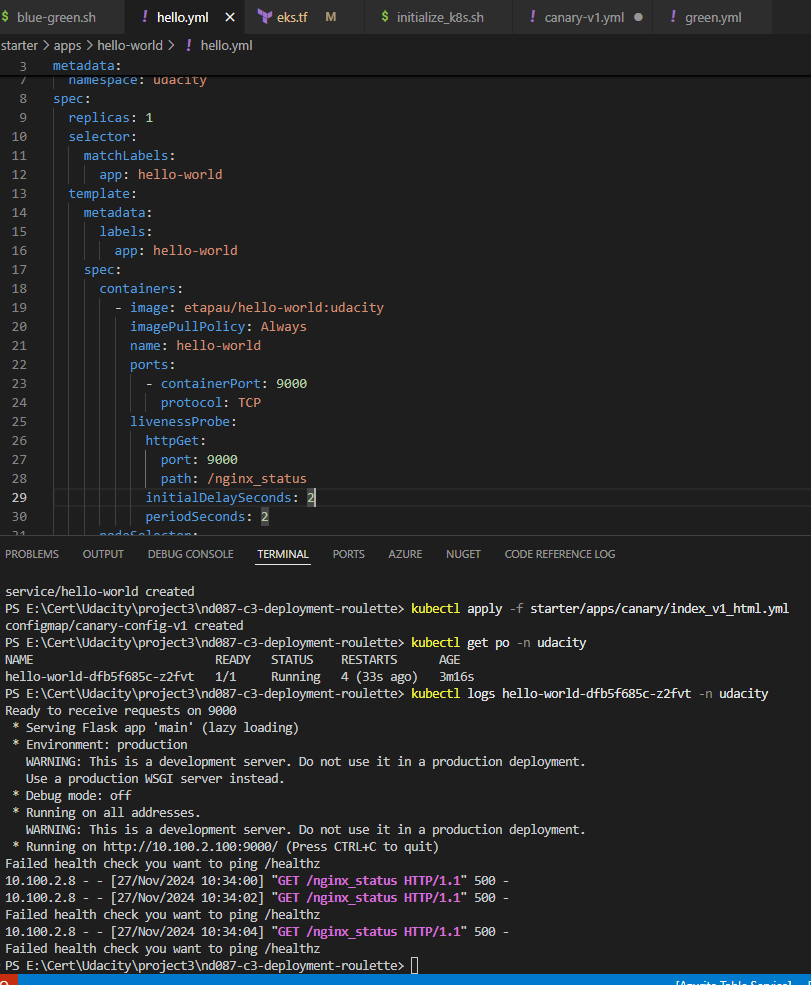 $ blue-green.sh ! hello.yml × eks.tf M $ initialize_k8s.sh ! canary-v1.yml ● ! green.yml
starter > apps > hello-world > ! hello.yml
3 metadata:
7 namespace: udacity
8 spec:
9 replicas: 1
10 selector:
11 matchLabels:
12 app: hello-world
13 template:
14 metadata:
15 labels:
16 app: hello-world
17 spec:
18 containers:
19 - image: etapau/hello-world:udacity
20 imagePullPolicy: Always
21 name: hello-world
22 ports:
23 - containerPort: 9000
24 protocol: TCP
25 livenessProbe:
26 httpGet:
27 port: 9000
28 path: /nginx_status
29 initialDelaySeconds: 2
30 periodSeconds: 2
31 nodeSelector:
PROBLEMS OUTPUT DEBUG CONSOLE TERMINAL PORTS AZURE NUGET CODE REFERENCE LOG
service/hello-world created
PS E:\Cert\Udacity\project3\nd087-c3-deployment-roulette> kubectl apply -f starter/apps/canary/index_v1_html.yml
configmap/canary-config-v1 created
PS E:\Cert\Udacity\project3\nd087-c3-deployment-roulette> kubectl get po -n udacity
NAME READY STATUS RESTARTS AGE
hello-world-dfb5f685c-z2fvt 1/1 Running 4 (33s ago) 3m16s
PS E:\Cert\Udacity\project3\nd087-c3-deployment-roulette> kubectl logs hello-world-dfb5f685c-z2fvt -n udacity
Ready to receive requests on 9000
* Serving Flask app 'main' (lazy loading)
* Environment: production
WARNING: This is a development server. Do not use it in a production deployment.
Use a production WSGI server instead.
* Debug mode: off
* Running on all addresses.
WARNING: This is a development server. Do not use it in a production deployment.
* Running on http://10.100.2.100:9000/ (Press CTRL+C to quit)
Failed health check you want to ping /healthz
10.100.2.8 - - [27/Nov/2024 10:34:00] "GET /nginx_status HTTP/1.1" 500 -
10.100.2.8 - - [27/Nov/2024 10:34:02] "GET /nginx_status HTTP/1.1" 500 -
Failed health check you want to ping /healthz
10.100.2.8 - - [27/Nov/2024 10:34:04] "GET /nginx_status HTTP/1.1" 500 -
Failed health check you want to ping /healthz
PS E:\Cert\Udacity\project3\nd087-c3-deployment-roulette>
[Azurite Table Service]